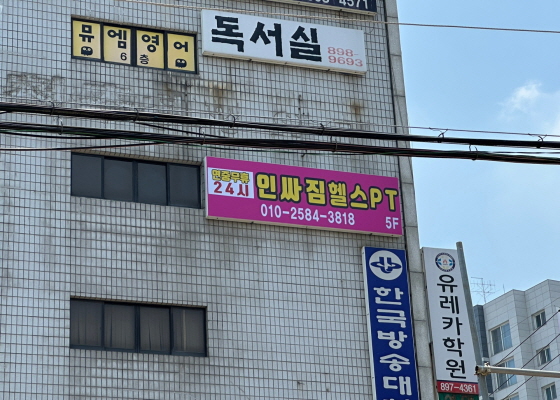 4571
뮤엠영어
6층
독서실
898-
9693
연중무휴
24시
인싸짐헬스PT
010-2584-3818
5F
한국방송대
유레카학원
897-4361